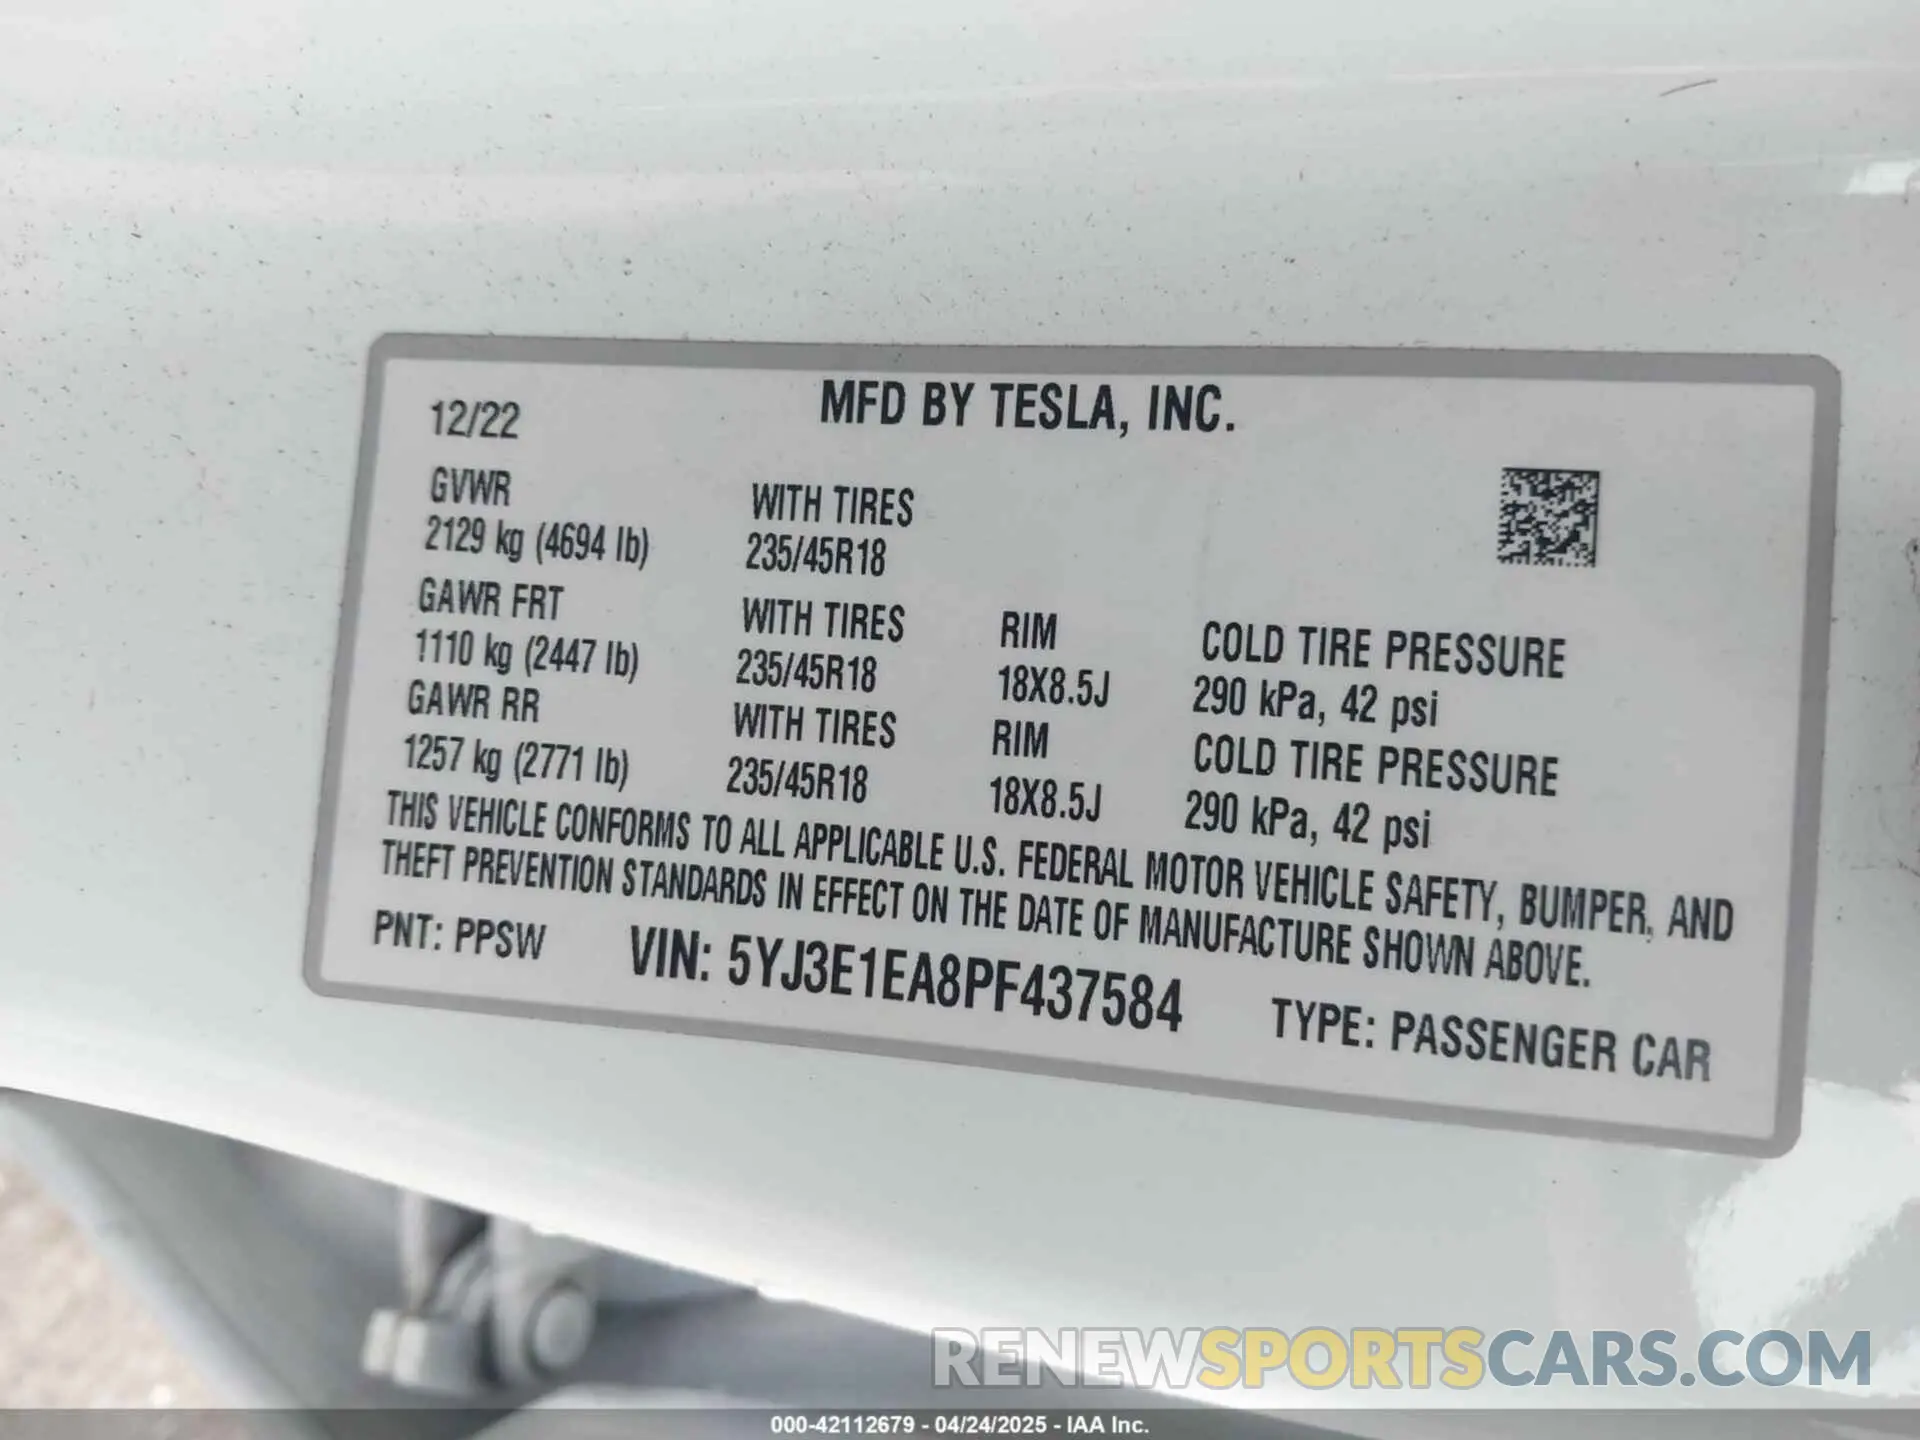 12/22 MFD BY TESLA, INC.
GVWR WITH TIRES
2129 kg (4694 lb) 235/45R18
GAWR FRT WITH TIRES RIM COLD TIRE PRESSURE
1110 kg (2447 lb) 235/45R18 18X8.5J 290 kPa, 42 psi
GAWR RR WITH TIRES RIM COLD TIRE PRESSURE
1257 kg (2771 lb) 235/45R18 18X8.5J 290 kPa, 42 psi
THIS VEHICLE CONFORMS TO ALL APPLICABLE U.S. FEDERAL MOTOR VEHICLE SAFETY, BUMPER, AND
THEFT PREVENTION STANDARDS IN EFFECT ON THE DATE OF MANUFACTURE SHOWN ABOVE.
PNT: PPSW VIN: 5YJ3E1EA8PF437584 TYPE: PASSENGER CAR
RENEWSPORTSCARS.COM
000-42112679 - 04/24/2025 - IAA Inc.